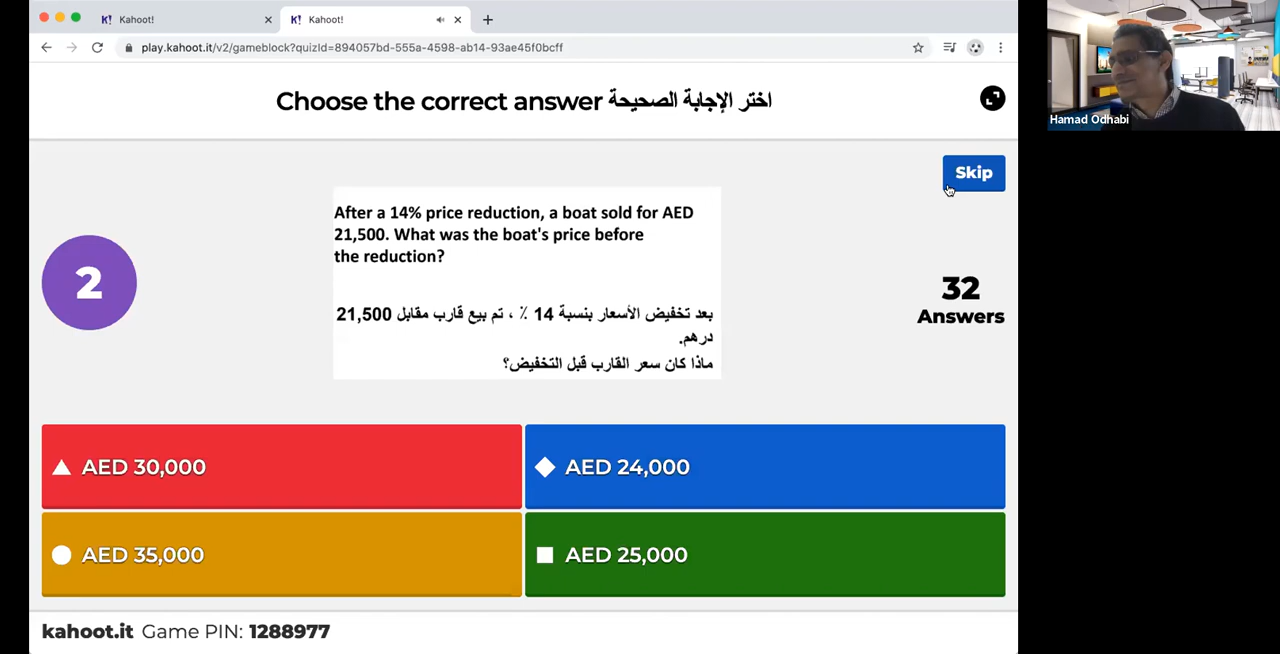 K! Kahoot!
K! Kahoot!
play.kahoot.it/v2/gameblock?quizId=894057bd-555a-4598-ab14-93ae45f0bcff
Hamad Odhabi
Choose the correct answer اختر الإجابة الصحيحة
Skip
After a 14% price reduction, a boat sold for AED
21,500. What was the boat's price before
the reduction?
بعد تخفيض الأسعار بنسبة 14 ٪ ، تم بيع قارب مقابل 21,500
درهم.
ماذا كان سعر القارب قبل التخفيض؟
2
32
Answers
AED 30,000
AED 24,000
AED 35,000
AED 25,000
kahoot.it Game PIN: 1288977